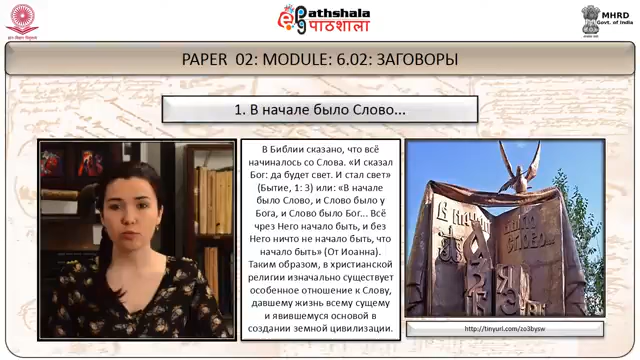 ePathshala
पाठशाला
MHRD
Govt. of India
PAPER 02: MODULE: 6.02: ЗАГОВОРЫ
1. В начале было Слово...
В Библии сказано, что всё
начиналось со Слова. «И сказал
Бог: да будет свет. И стал свет»
(Бытие, 1: 3) или: «В начале
было Слово, и Слово было у
Бога, и Слово было Бог... Всё
чрез Него начало быть, и без
Него ничто не начало быть, что
начало быть» (От Иоанна).
Таким образом, в христианской
религии изначально существует
особенное отношение к Слову,
давшему жизнь всему сущему
и явившемуся основой в
создании земной цивилизации.
http://tinyurl.com/zo3bysw